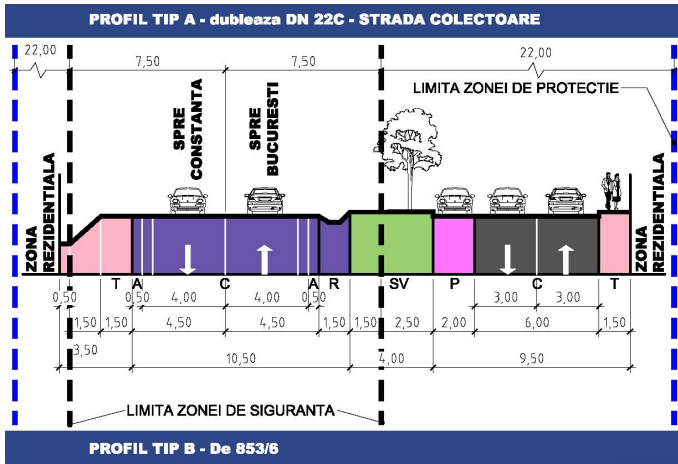 PROFIL TIP A - dubleaza DN 22C - STRADA COLECTOARE
22,00
7,50
7,50
22,00
LIMITA ZONEI DE PROTECTIE
SPRE
CONSTANTA
SPRE
BUCURESTI
ZONA
REZIDENTIALA
ZONA
REZIDENTIALA
T A C A R SV P C T
0,50 0,50 4,00 4,00 0,50 3,00 3,00
1,50 1,50 4,50 4,50 1,50 1,50 2,50 2,00 6,00 1,50
3,50 10,50 4,00 9,50
LIMITA ZONEI DE SIGURANTA
PROFIL TIP B - De 853/6